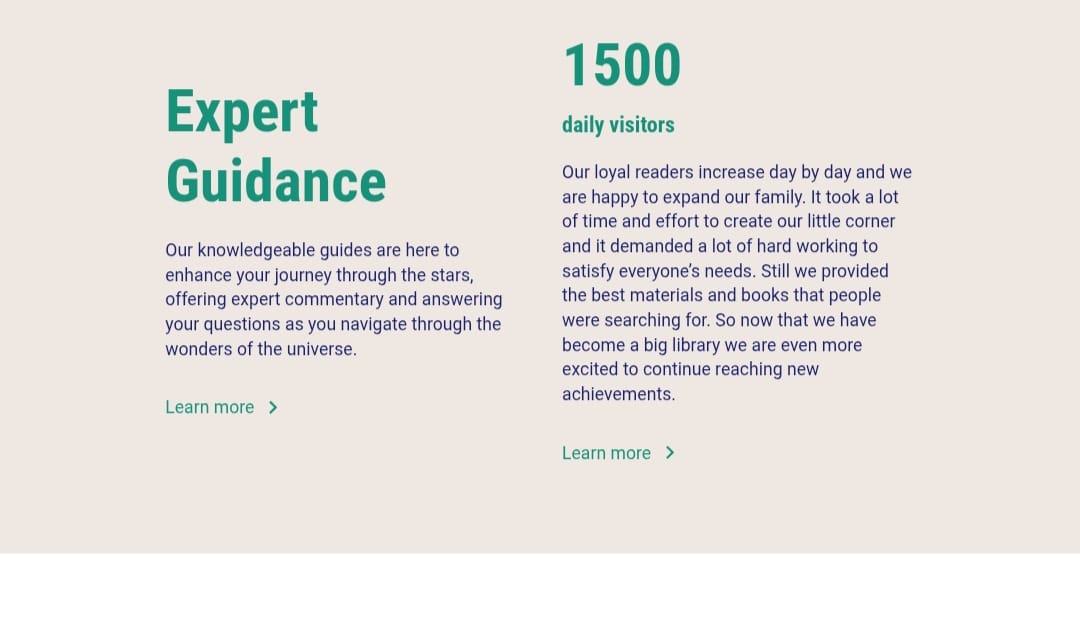 Expert
Guidance
Our knowledgeable guides are here to
enhance your journey through the stars,
offering expert commentary and answering
your questions as you navigate through the
wonders of the universe.
Learn more
1500
daily visitors
Our loyal readers increase day by day and we
are happy to expand our family. It took a lot
of time and effort to create our little corner
and it demanded a lot of hard working to
satisfy everyone's needs. Still we provided
the best materials and books that people
were searching for. So now that we have
become a big library we are even more
excited to continue reaching new
achievements.
Learn more